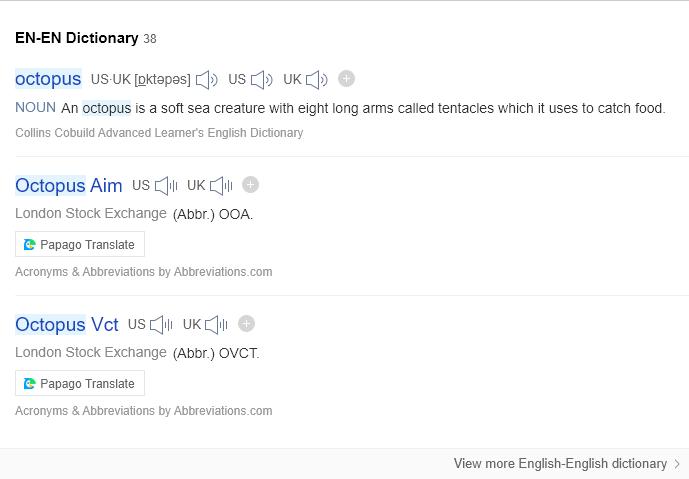 EN-EN Dictionary 38
octopus US·UK [ɒktəpəs] US UK
NOUN An octopus is a soft sea creature with eight long arms called tentacles which it uses to catch food.
Collins Cobuild Advanced Learner's English Dictionary
Octopus Aim US UK
London Stock Exchange (Abbr.) OOA.
Papago Translate
Acronyms & Abbreviations by Abbreviations.com
Octopus Vct US UK
London Stock Exchange (Abbr.) OVCT.
Papago Translate
Acronyms & Abbreviations by Abbreviations.com
View more English-English dictionary